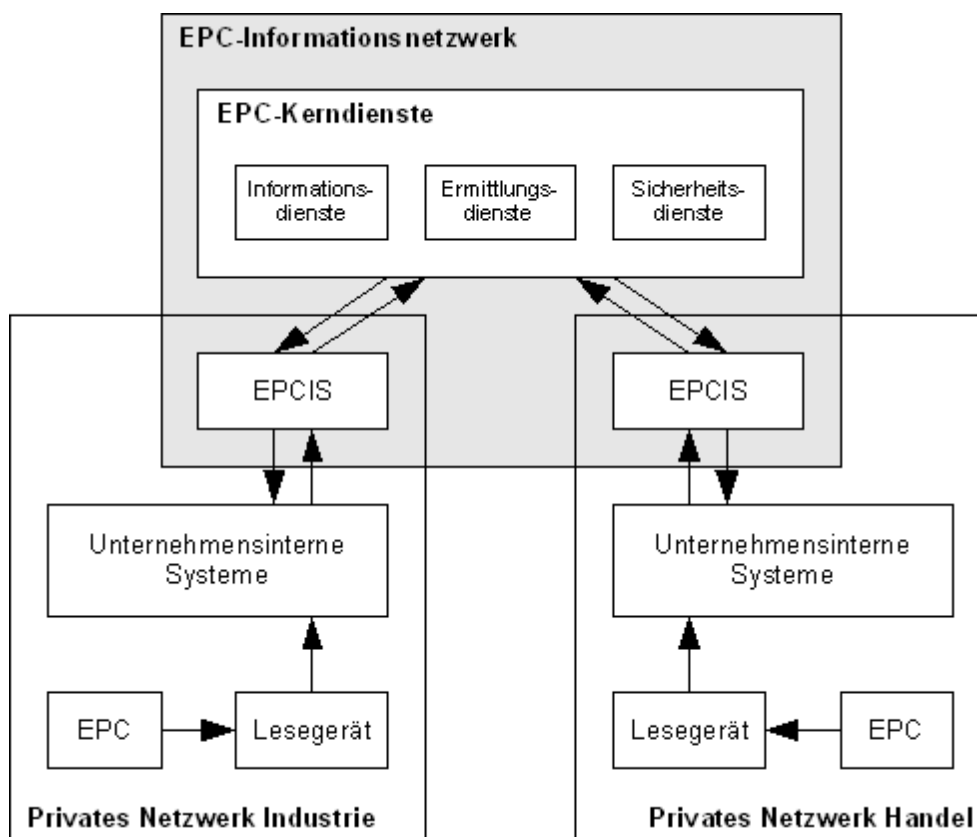 EPC-Informationsnetzwerk
EPC-Kerndienste
Informations-
dienste
Ermittlungs-
dienste
Sicherheits-
dienste
EPCIS
EPCIS
Unternehmensinterne
Systeme
Unternehmensinterne
Systeme
EPC
Lesegerät
Lesegerät
EPC
Privates Netzwerk Industrie
Privates Netzwerk Handel